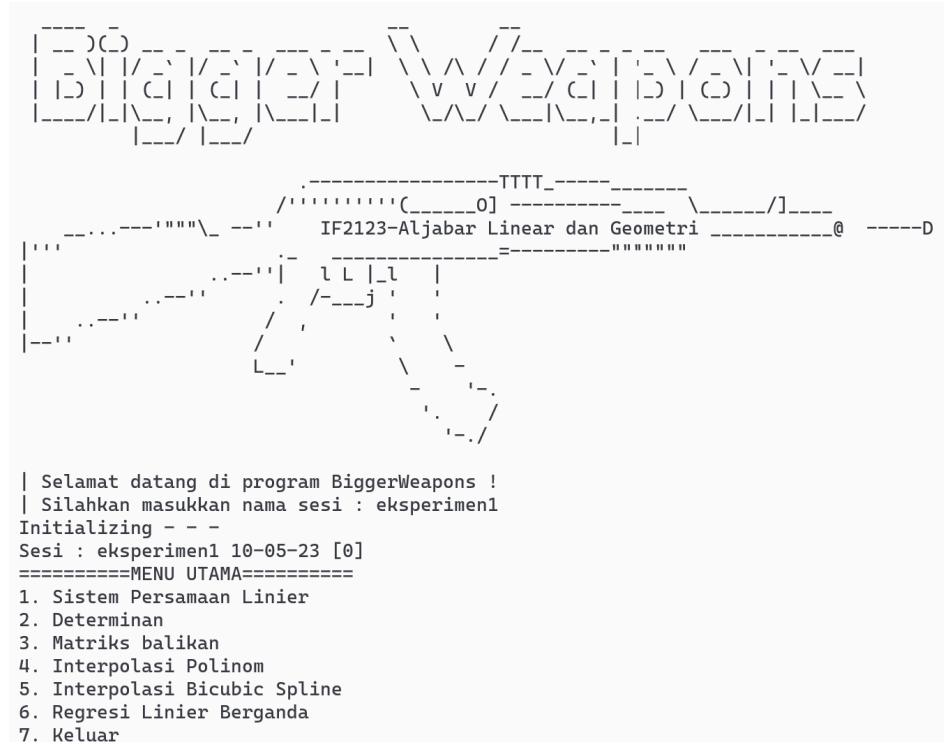 Bigger Weapons
IF2123-Aljabar Linear dan Geometri
| Selamat datang di program BiggerWeapons !
| Silahkan masukkan nama sesi : eksperimen1
Initializing - - -
Sesi : eksperimen1 10-05-23 [0]
==========MENU UTAMA==========
1. Sistem Persamaan Linier
2. Determinan
3. Matriks balikan
4. Interpolasi Polinom
5. Interpolasi Bicubic Spline
6. Regresi Linier Berganda
7. Keluar